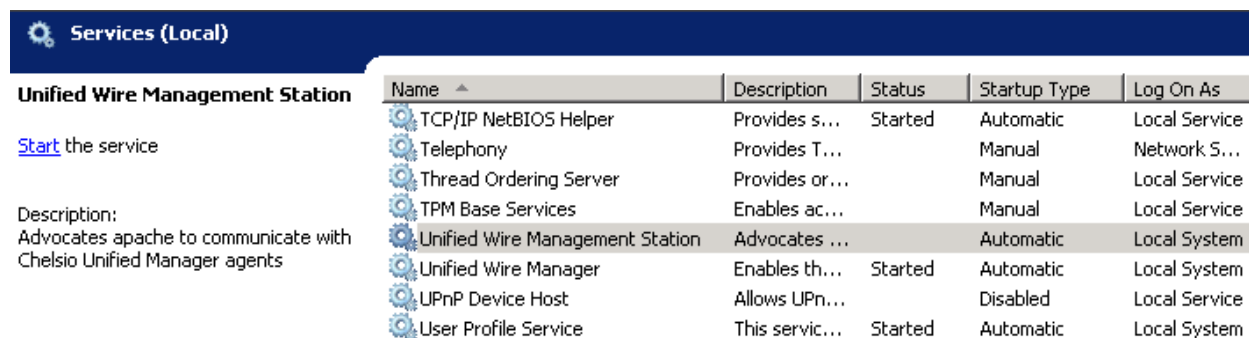 Services (Local)
Unified Wire Management Station
Start the service
Description:
Advocates apache to communicate with
Chelsio Unified Manager agents
Name Description Status Startup Type Log On As
TCP/IP NetBIOS Helper Provides s... Started Automatic Local Service
Telephony Provides T... Manual Network S...
Thread Ordering Server Provides or... Manual Local Service
TPM Base Services Enables ac... Manual Local Service
Unified Wire Management Station Advocates ... Automatic Local System
Unified Wire Manager Enables th... Started Automatic Local System
UPnP Device Host Allows UPn... Disabled Local Service
User Profile Service This servic... Started Automatic Local System